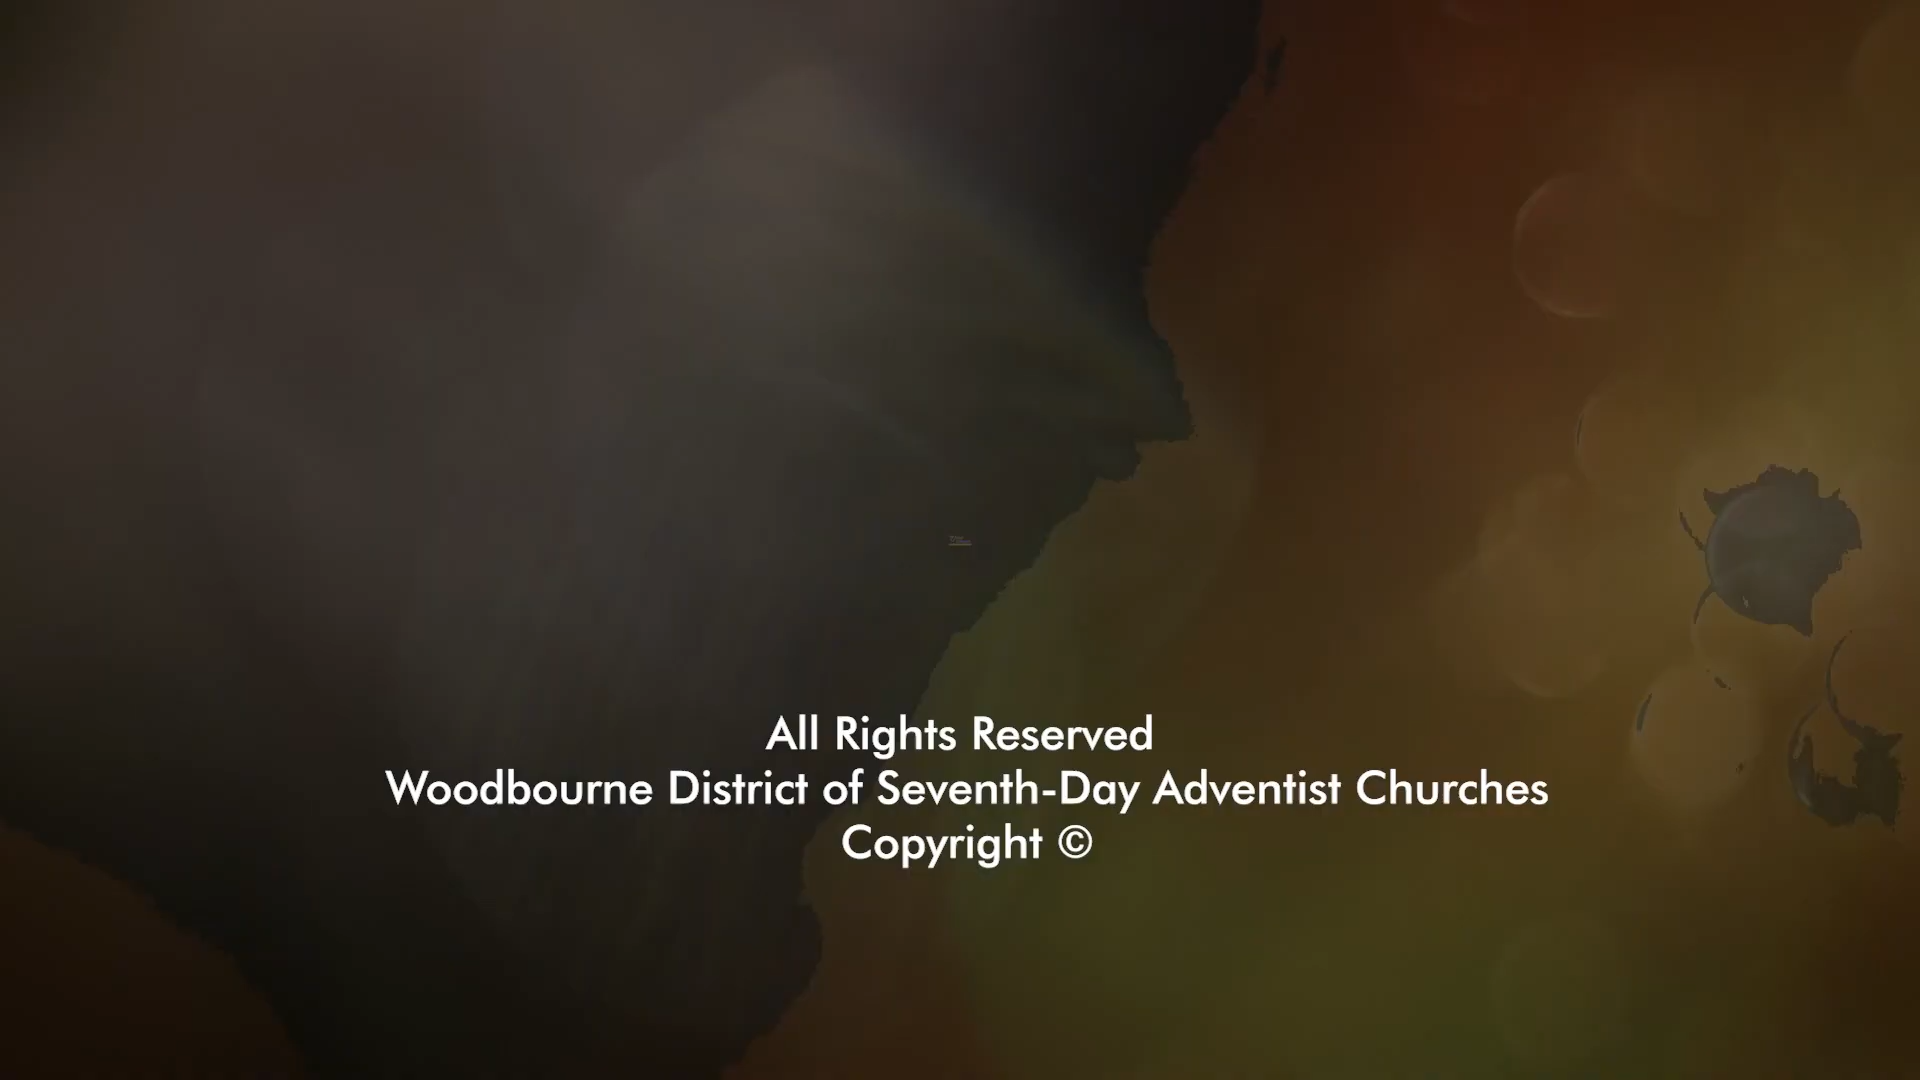 All Rights Reserved
Woodbourne District of Seventh-Day Adventist Churches
Copyright ©